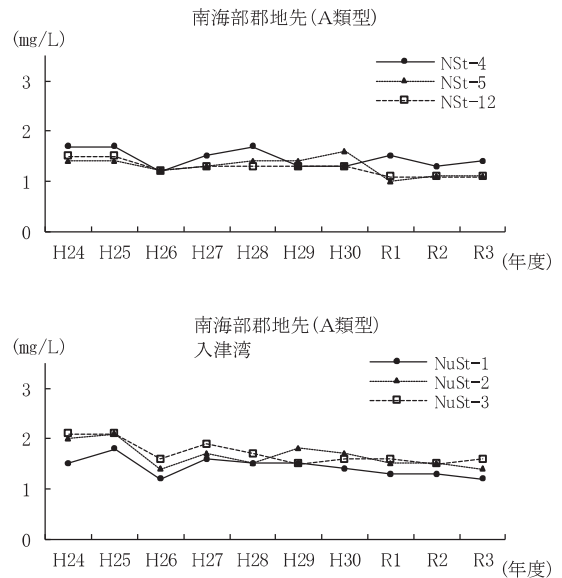 南海部郡地先(A類型)
(mg/L)
NSt-4
NSt-5
NSt-12
3
2
1
0
H24 H25 H26 H27 H28 H29 H30 R1 R2 R3 (年度)
南海部郡地先(A類型)
入津湾
(mg/L)
NuSt-1
NuSt-2
NuSt-3
3
2
1
0
H24 H25 H26 H27 H28 H29 H30 R1 R2 R3 (年度)